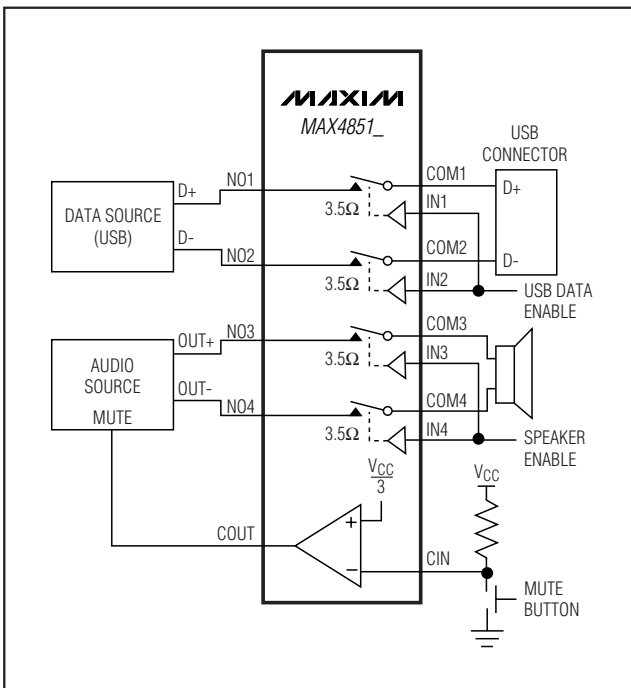 MAXIM
MAX4851_
USB
CONNECTOR
DATA SOURCE
(USB)
D+
D-
NO1
NO2
3.5Ω
3.5Ω
COM1
IN1
COM2
IN2
D+
D-
USB DATA
ENABLE
AUDIO
SOURCE
MUTE
OUT+
OUT-
NO3
NO4
3.5Ω
3.5Ω
COM3
IN3
COM4
IN4
SPEAKER
ENABLE
VCC
3
+
−
COUT
CIN
VCC
MUTE
BUTTON